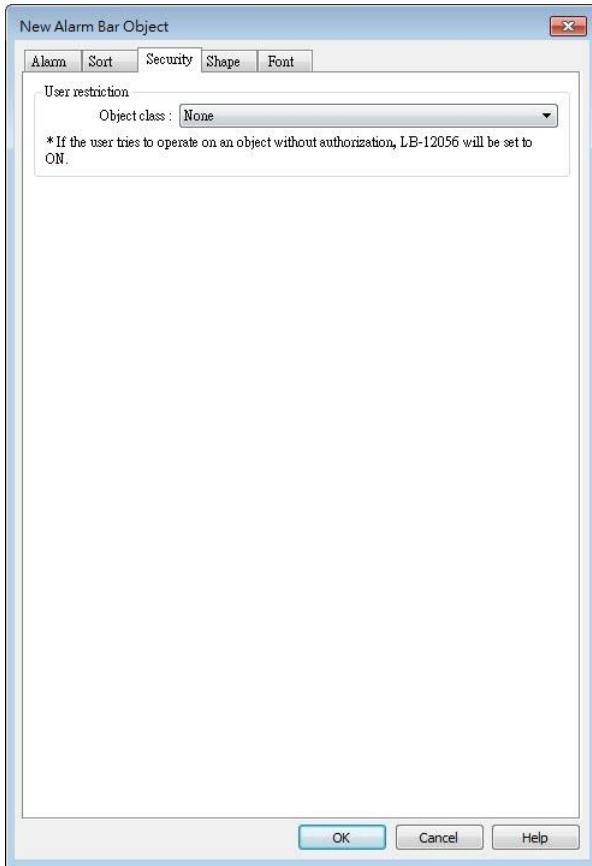 New Alarm Bar Object
Alarm Sort Security Shape Font
User restriction
Object class : None
* If the user tries to operate on an object without authorization, LB-12056 will be set to
ON.
OK Cancel Help